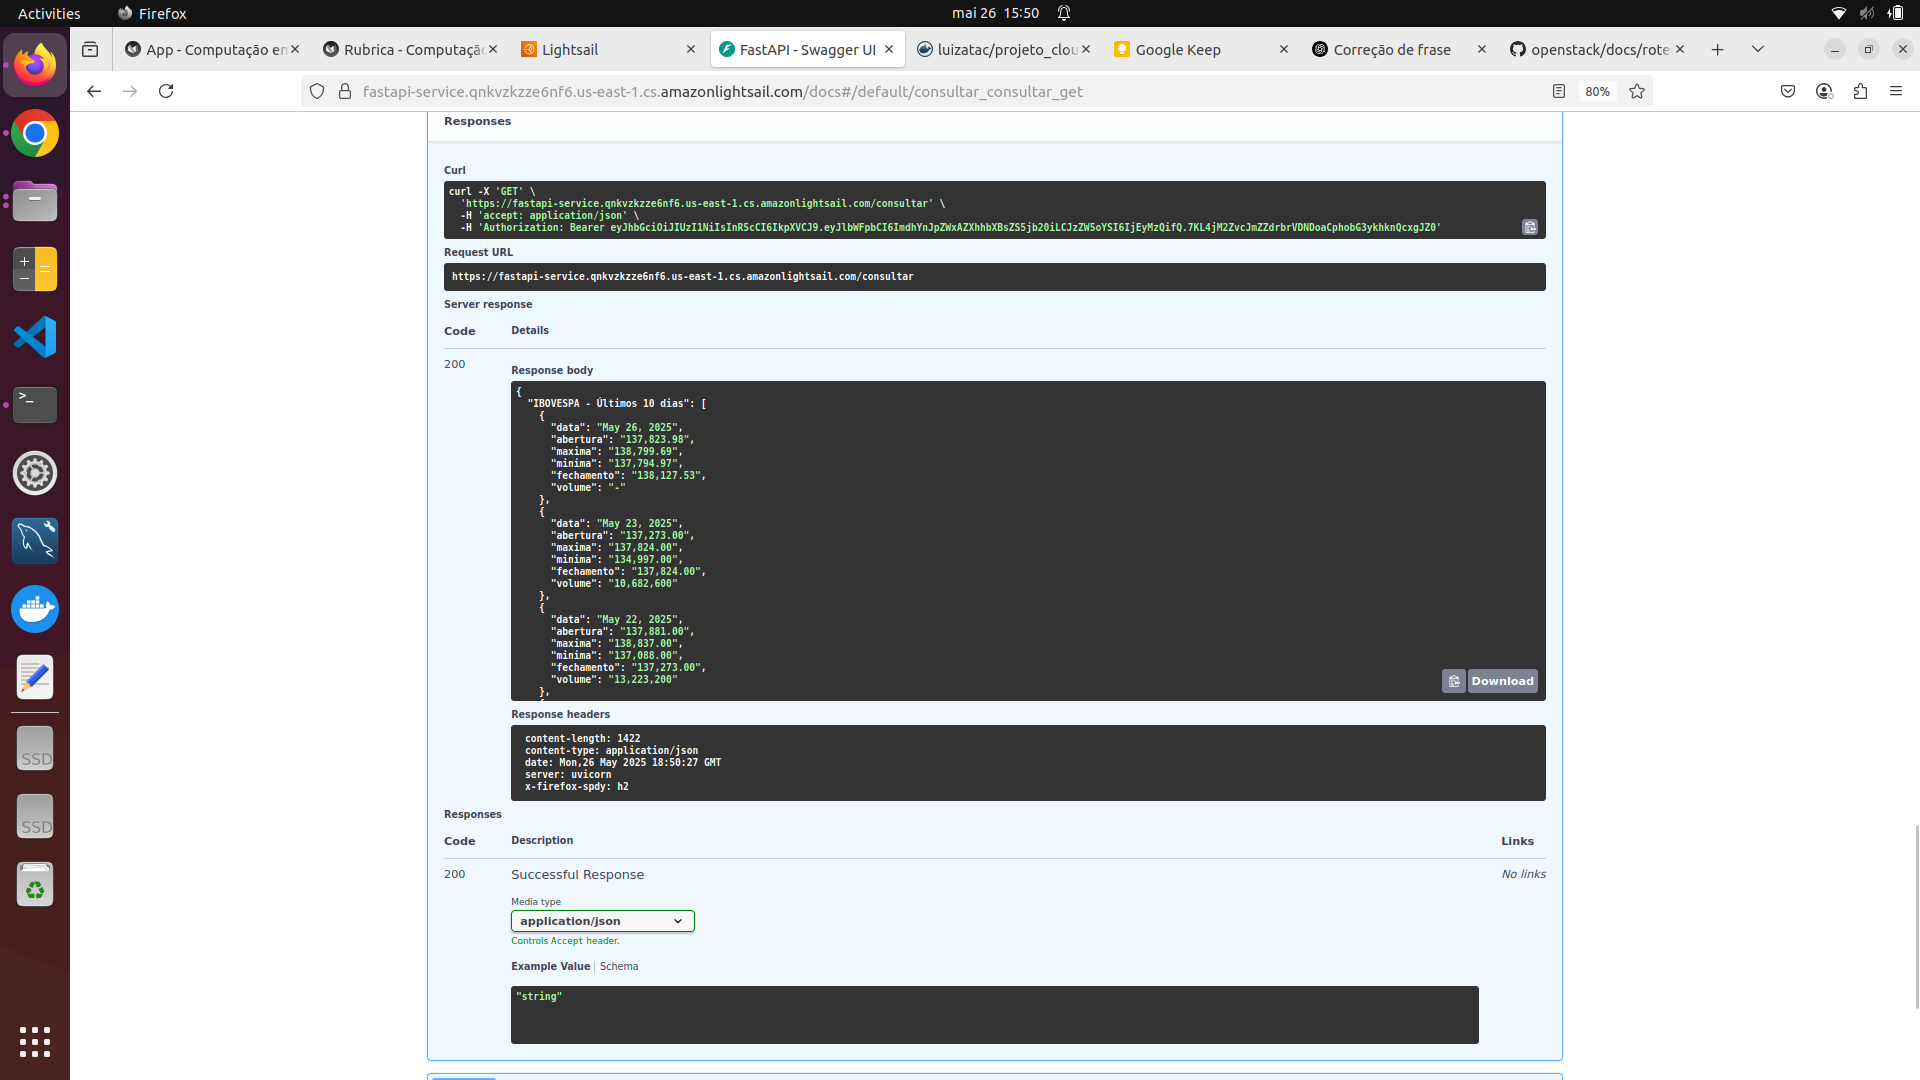 Activities
Firefox
mai 26  15:50
App - Computação en
Rubrica - Computaçã
Lightsail
FastAPI - Swagger UI
luizatac/projeto_clou
Google Keep
Correção de frase
openstack/docs/rote
fastapi-service.qnkvzkzze6nf6.us-east-1.cs.amazonlightsail.com/docs#/default/consultar_consultar_get
80%
Responses
Curl
curl -X 'GET' \
'https://fastapi-service.qnkvzkzze6nf6.us-east-1.cs.amazonlightsail.com/consultar' \
-H 'accept: application/json' \
-H 'Authorization: Bearer eyJhbGciOiJIUzI1NiIsInR5cCI6IkpXVCJ9.eyJlbWFpbCI6ImdhYnJpZWxAZXhhbXBsZS5jb20iLCJzZW5oYSI6IjEyMzQifQ.7KL4jM2ZvcJmZZdrbrVDNDoaCphobG3ykhknQcxgJZ0'
Request URL
https://fastapi-service.qnkvzkzze6nf6.us-east-1.cs.amazonlightsail.com/consultar
Server response
Code Details
200
Response body
{
"IBOVESPA - Últimos 10 dias": [
{
"data": "May 26, 2025",
"abertura": "137,823.98",
"maxima": "138,799.69",
"minima": "137,794.97",
"fechamento": "138,127.53",
"volume": "-"
},
{
"data": "May 23, 2025",
"abertura": "137,273.00",
"maxima": "137,824.00",
"minima": "134,997.00",
"fechamento": "137,824.00",
"volume": "10,682,600"
},
{
"data": "May 22, 2025",
"abertura": "137,881.00",
"maxima": "138,837.00",
"minima": "137,088.00",
"fechamento": "137,273.00",
"volume": "13,223,200"
},
Download
Response headers
content-length: 1422
content-type: application/json
date: Mon,26 May 2025 18:50:27 GMT
server: uvicorn
x-firefox-spdy: h2
Responses
Code Description Links
200 Successful Response No links
Media type
application/json
Controls Accept header.
Example Value Schema
"string"
SSD
SSD